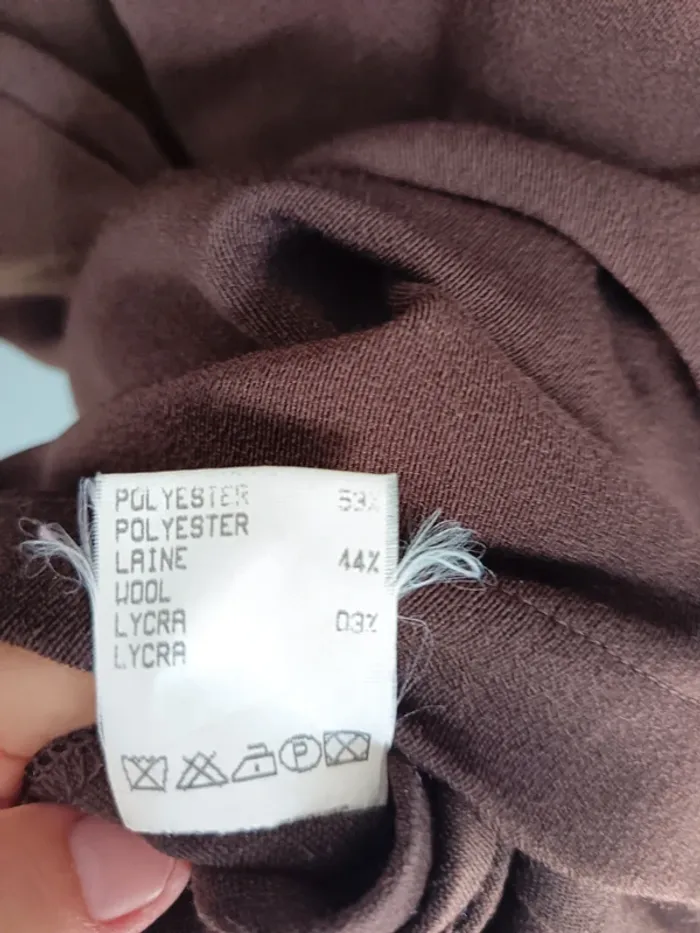 POLYESTER 53%
POLYESTER
LAINE 44%
WOOL
LYCRA 03%
LYCRA
P